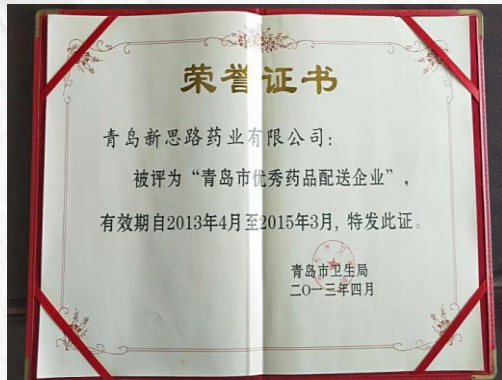 荣誉证书
青岛新思路药业有限公司：
被评为“青岛市优秀药品配送企业”，
有效期自2013年4月至2015年3月，特发此证。
青岛市卫生局
二〇一三年四月